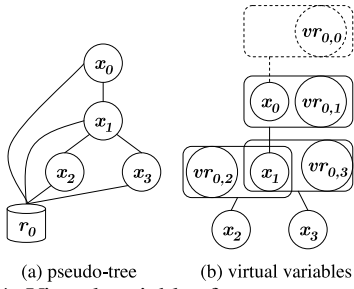 vr0,0
x0
x0
vr0,1
x1
vr0,2
x1
vr0,3
x2
x3
r0
x2
x3
(a) pseudo-tree
(b) virtual variables